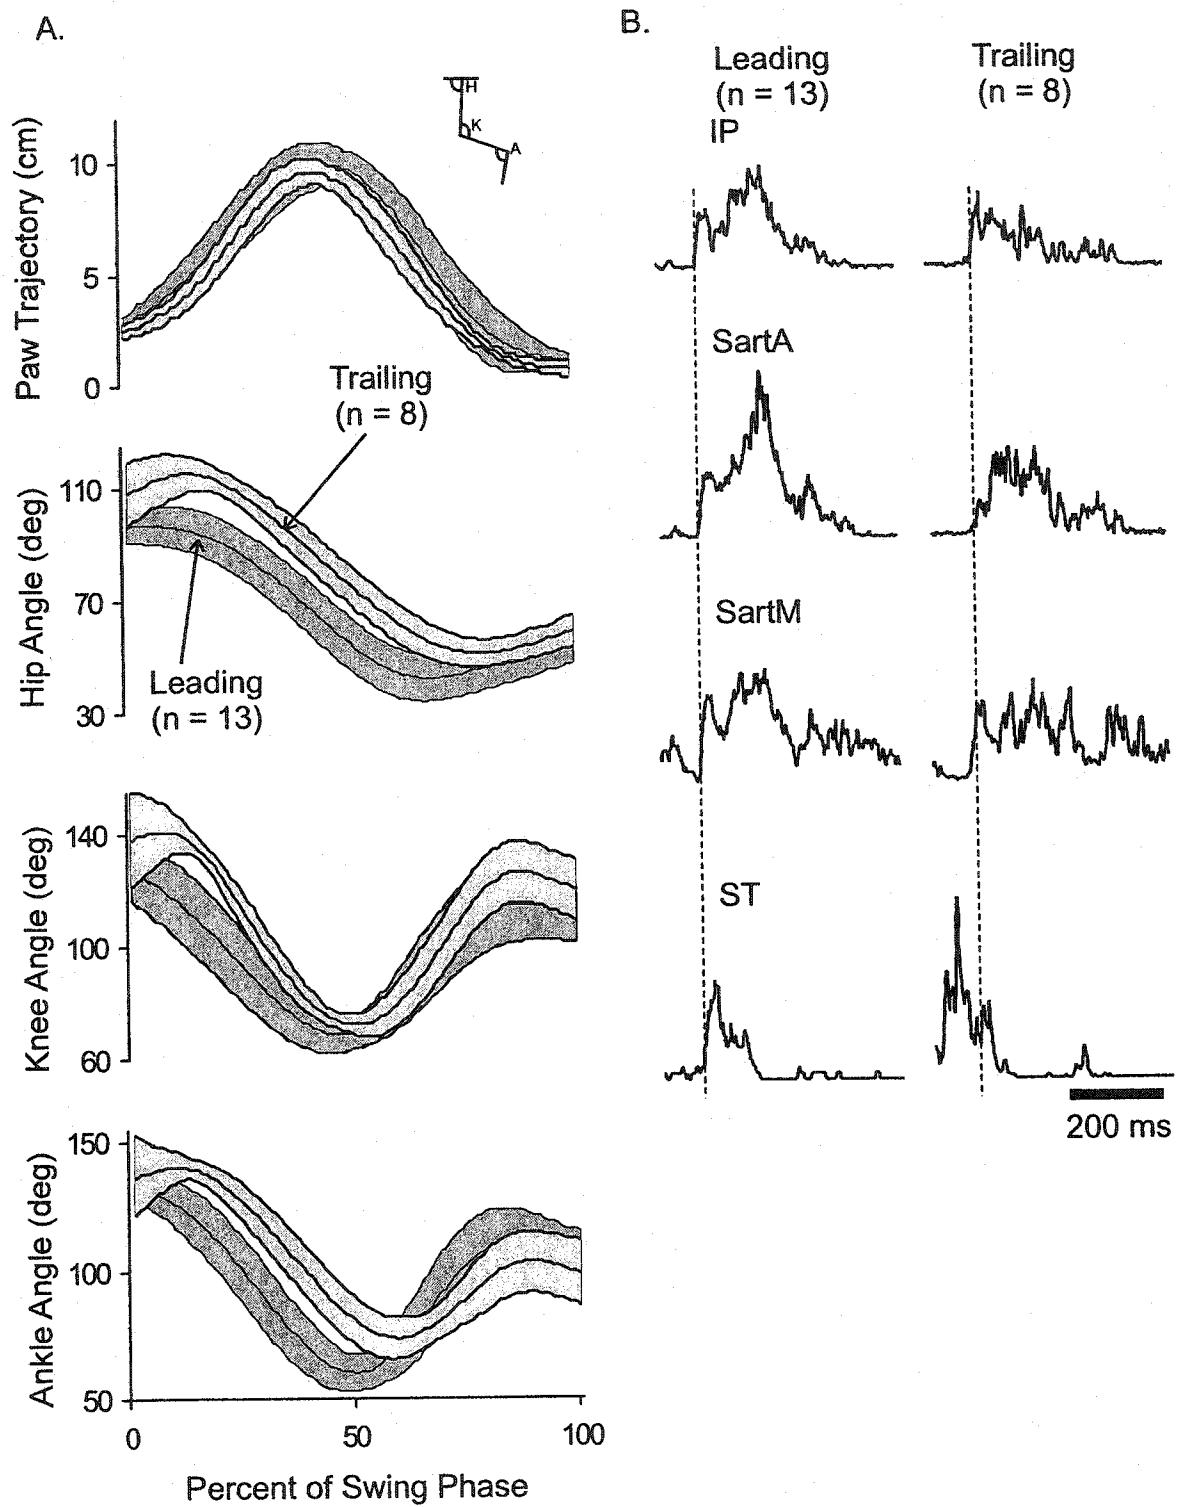 A.
H
K
A
Paw Trajectory (cm)
10
5
0
Trailing
(n = 8)
Hip Angle (deg)
110
70
30
Leading
(n = 13)
Knee Angle (deg)
140
100
60
Ankle Angle (deg)
150
100
50
0
50
100
Percent of Swing Phase
B.
Leading
(n = 13)
Trailing
(n = 8)
IP
SartA
SartM
ST
200 ms